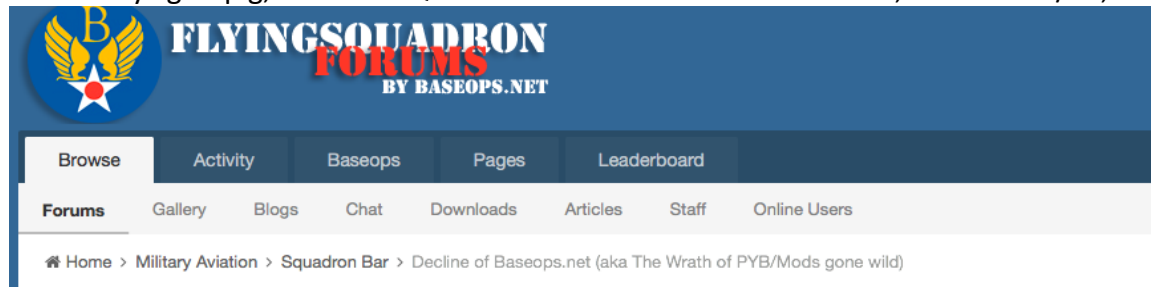 B
FLYINGSQUADRON
FORUMS
BY BASEOPS.NET
Browse Activity Baseops Pages Leaderboard
Forums Gallery Blogs Chat Downloads Articles Staff Online Users
Home > Military Aviation > Squadron Bar > Decline of Baseops.net (aka The Wrath of PYB/Mods gone wild)